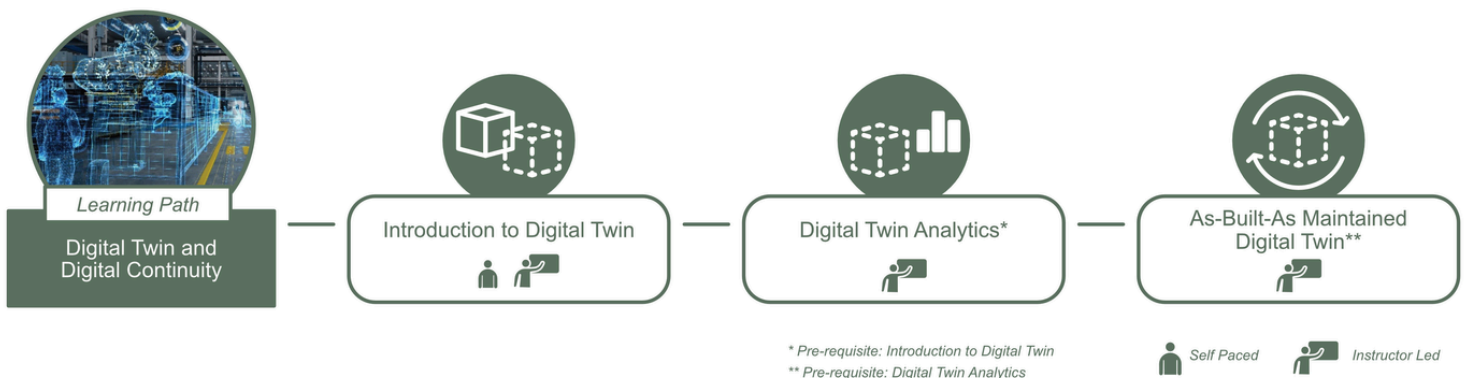 Learning Path
Digital Twin and
Digital Continuity
Introduction to Digital Twin
Digital Twin Analytics*
As-Built-As Maintained
Digital Twin**
* Pre-requisite: Introduction to Digital Twin
** Pre-requisite: Digital Twin Analytics
Self Paced
Instructor Led